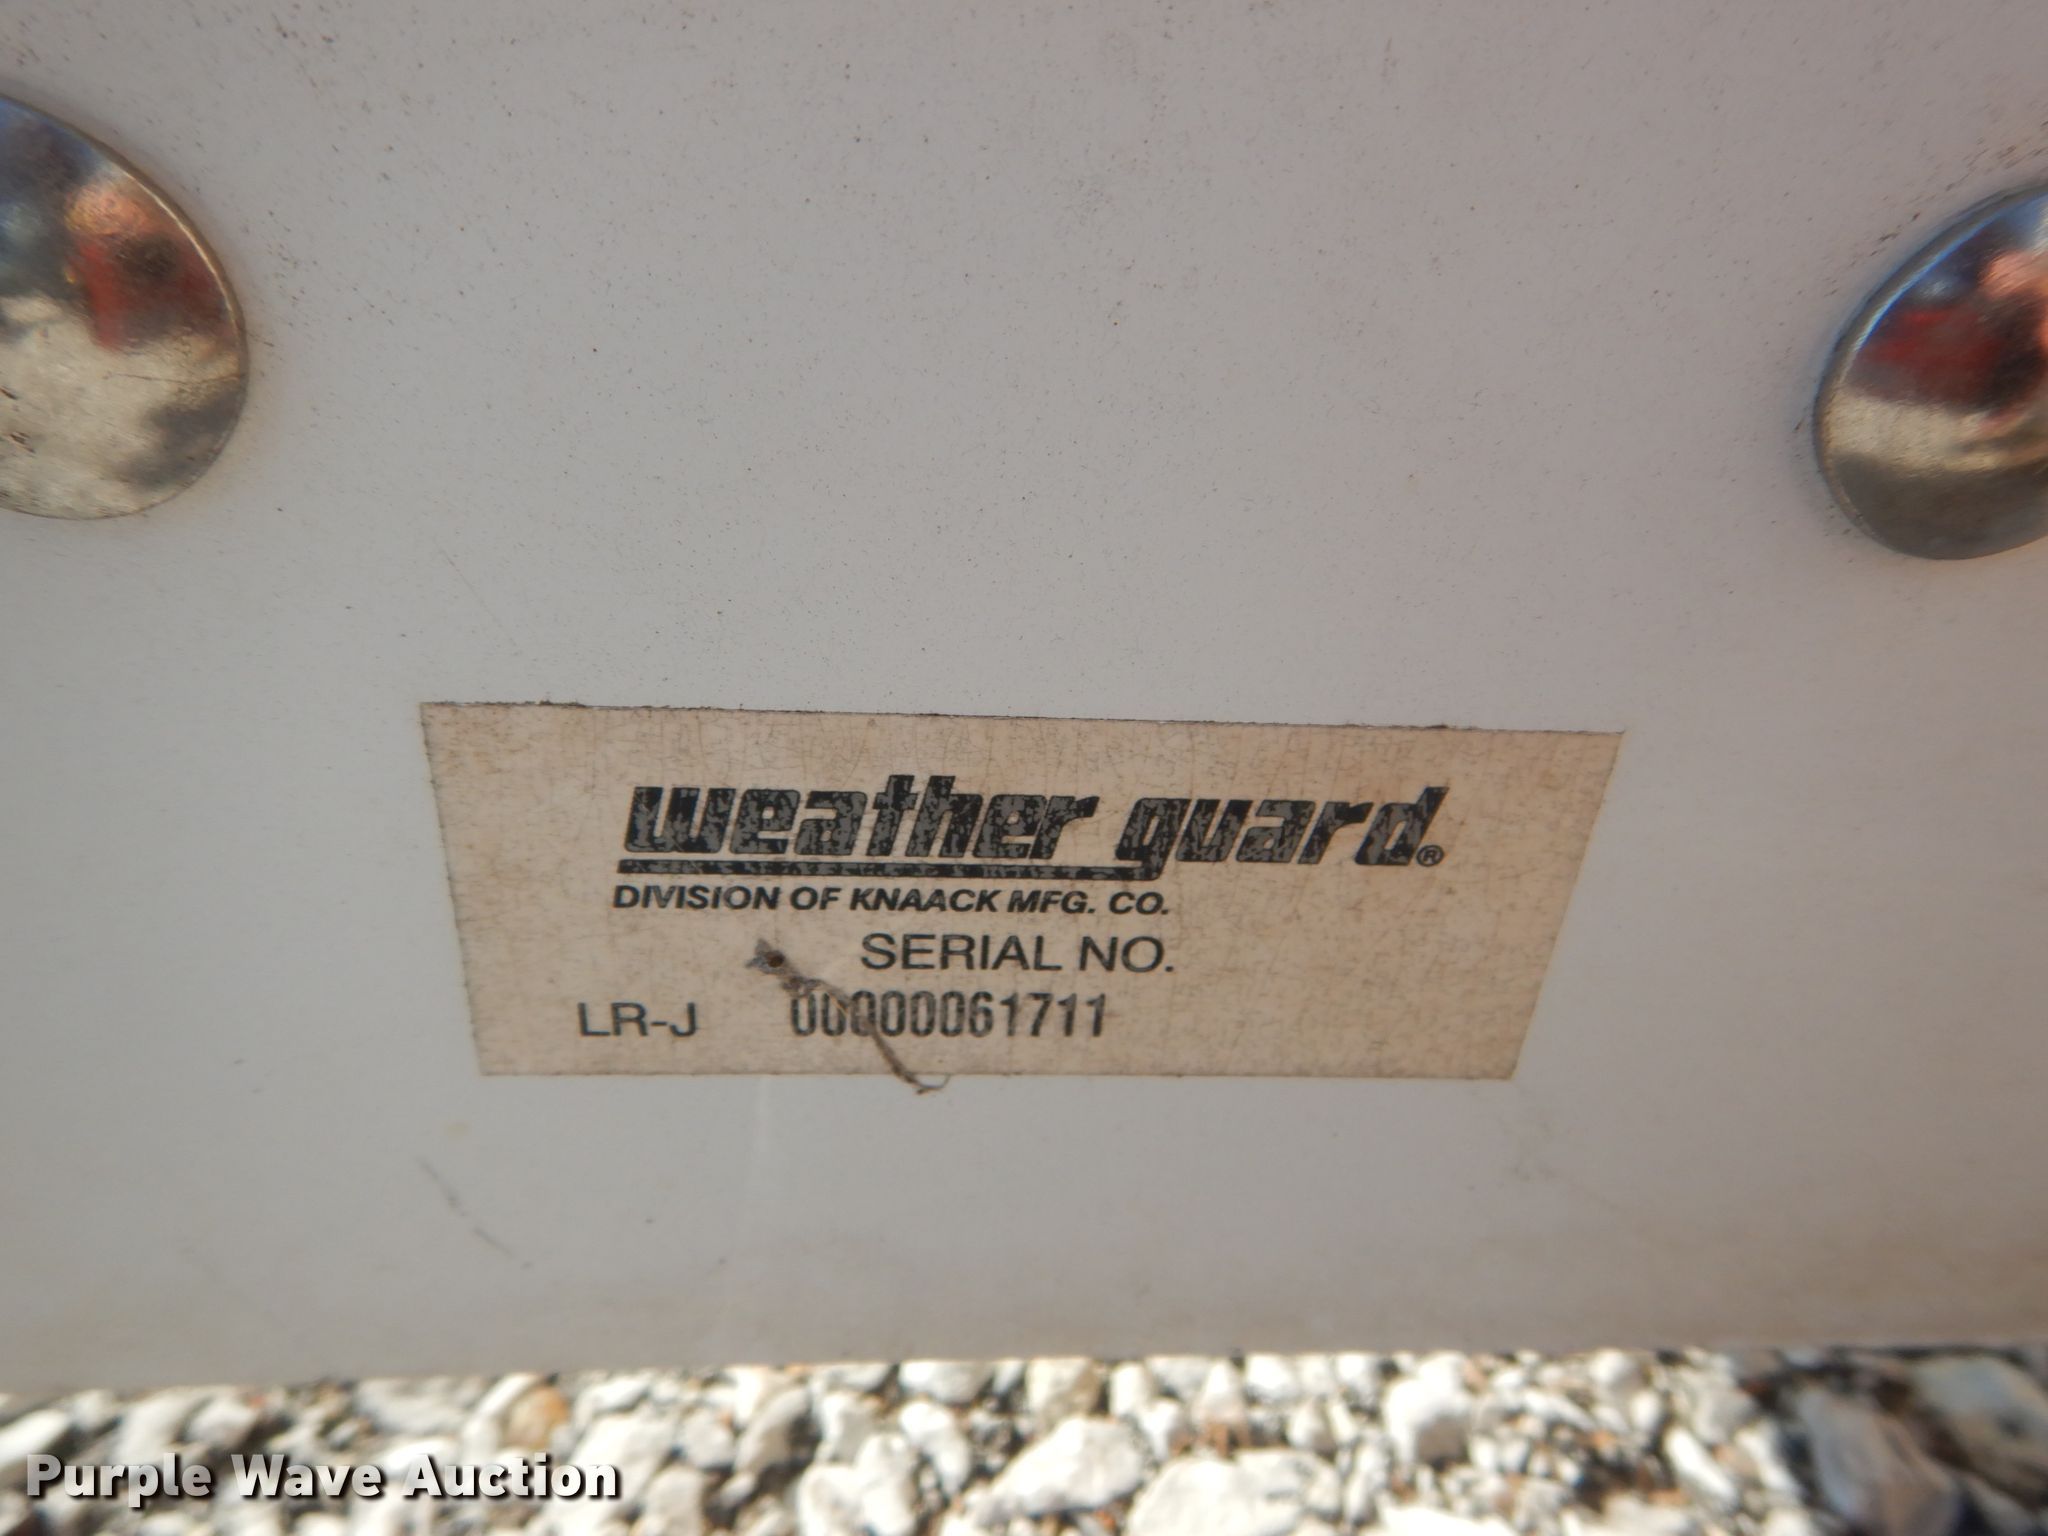 weather guard®
DIVISION OF KNAACK MFG. CO.
SERIAL NO.
LR-J 00000061711
Purple Wave Auction